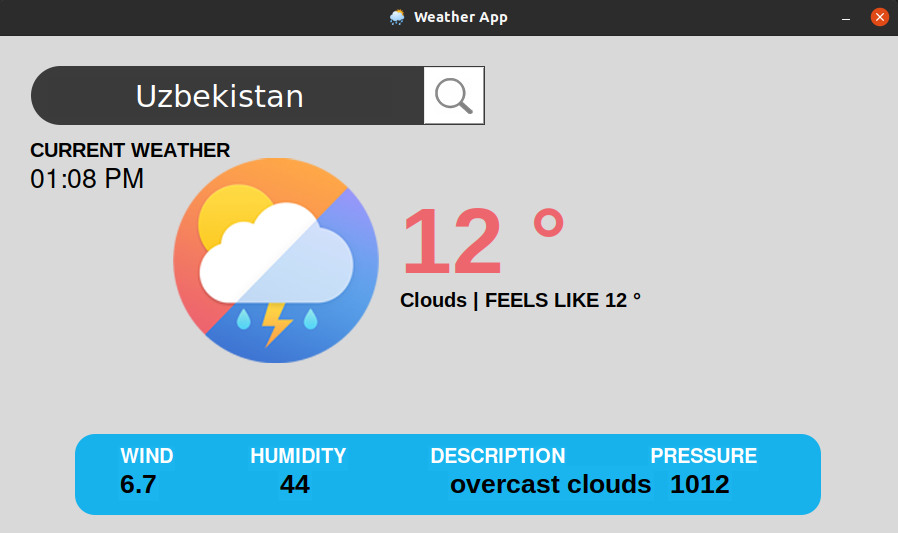 Weather App
Uzbekistan
CURRENT WEATHER
01:08 PM
12 °
Clouds | FEELS LIKE 12 °
WIND HUMIDITY DESCRIPTION PRESSURE
6.7 44 overcast clouds 1012